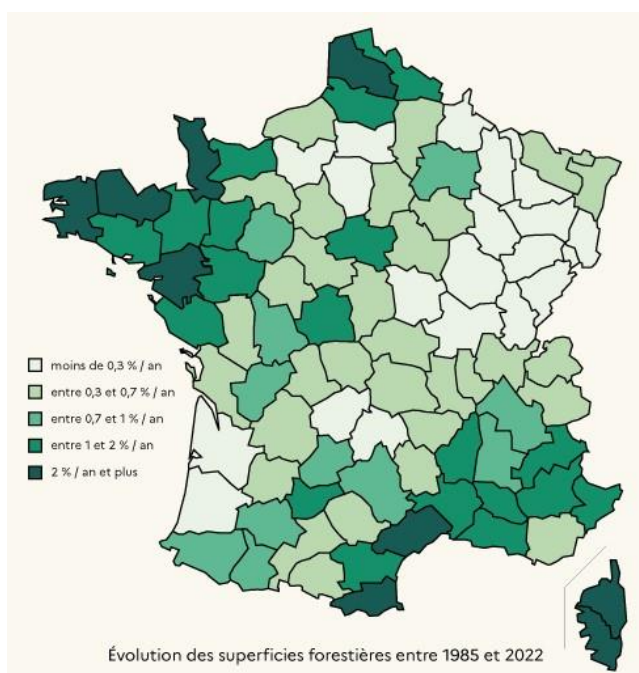 moins de 0,3 % / an
entre 0,3 et 0,7 % / an
entre 0,7 et 1 % / an
entre 1 et 2 % / an
2 % / an et plus
Évolution des superficies forestières entre 1985 et 2022